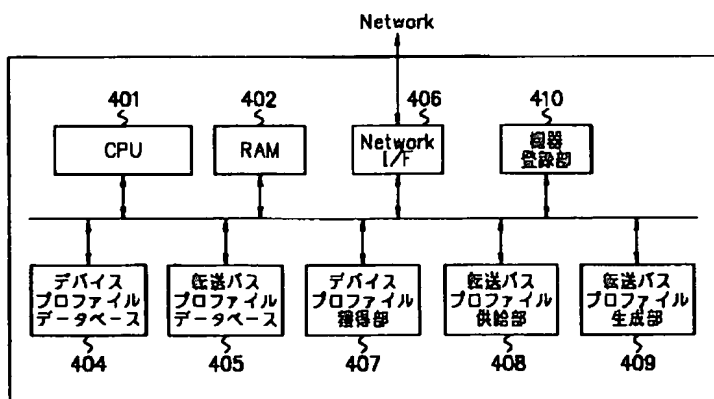 Network
401
402
406
410
CPU
RAM
Network
I/F
機器
登録部
デバイス
プロファイル
データベース
転送パス
プロファイル
データベース
デバイス
プロファイル
獲得部
転送パス
プロファイル
供給部
転送パス
プロファイル
生成部
404
405
407
408
409